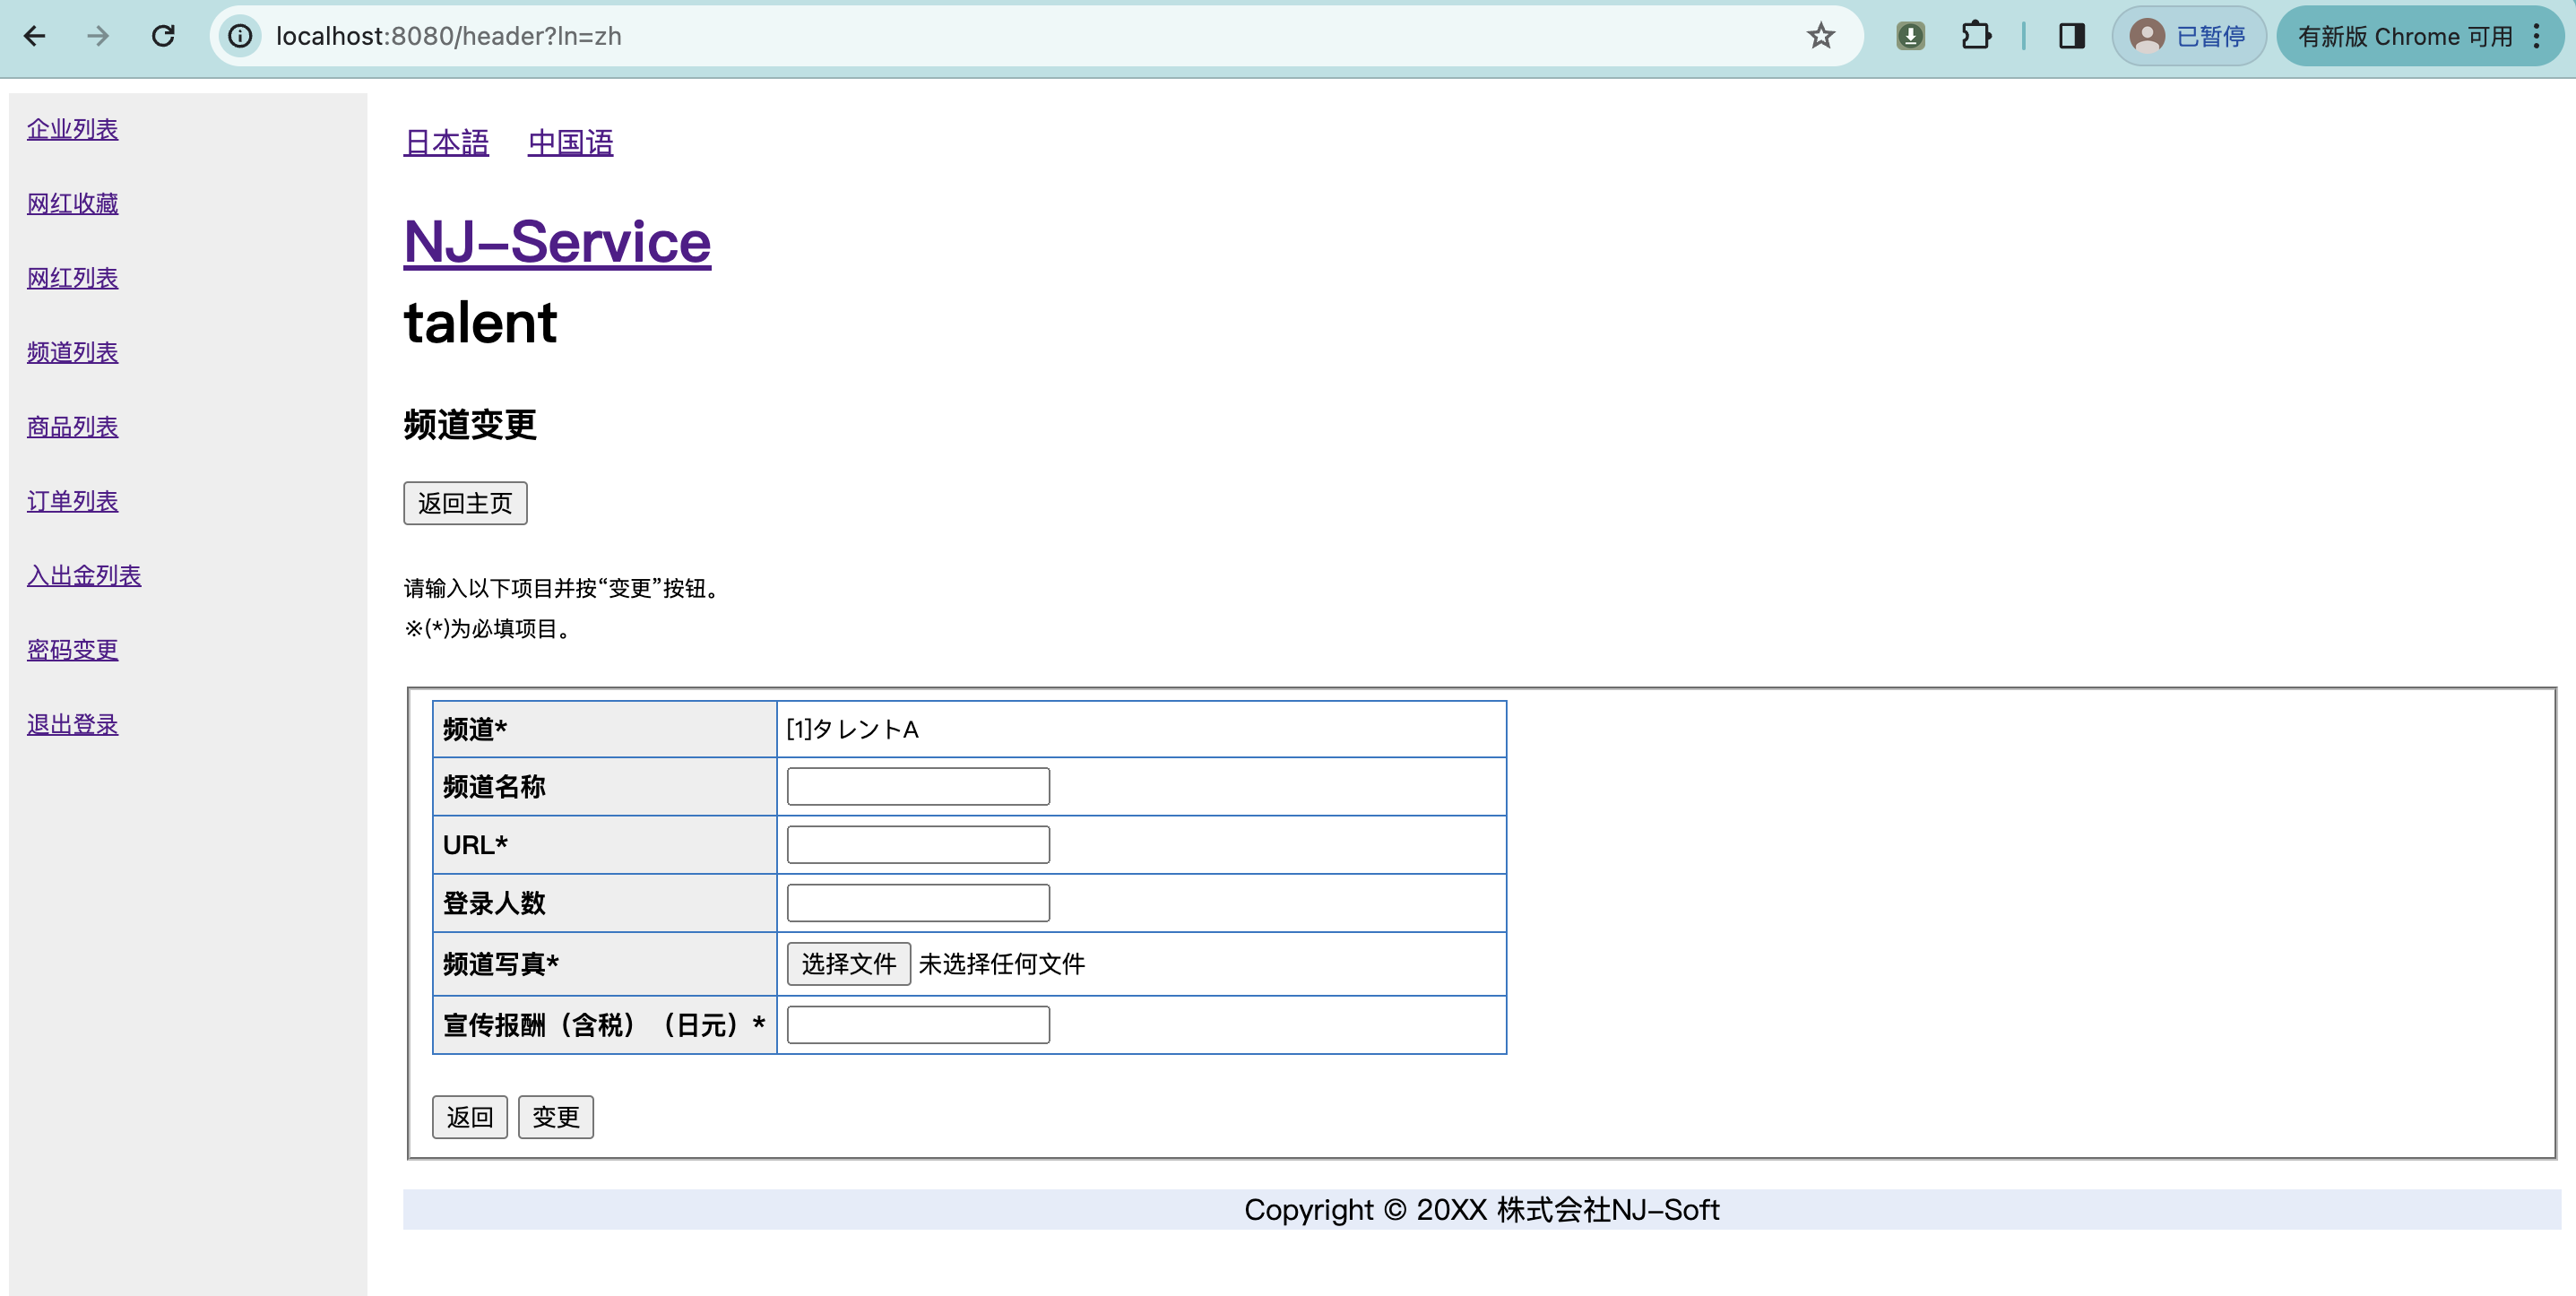 localhost:8080/header?ln=zh
已暂停
有新版 Chrome 可用
企业列表
网红收藏
网红列表
频道列表
商品列表
订单列表
入出金列表
密码变更
退出登录
日本語 中国语
NJ-Service
talent
频道变更
返回主页
请输入以下项目并按“变更”按钮。
※(*)为必填项目。
频道* [1]タレントA
频道名称
URL*
登录人数
频道写真* 选择文件 未选择任何文件
宣传报酬（含税）（日元）*
返回 变更
Copyright © 20XX 株式会社NJ-Soft